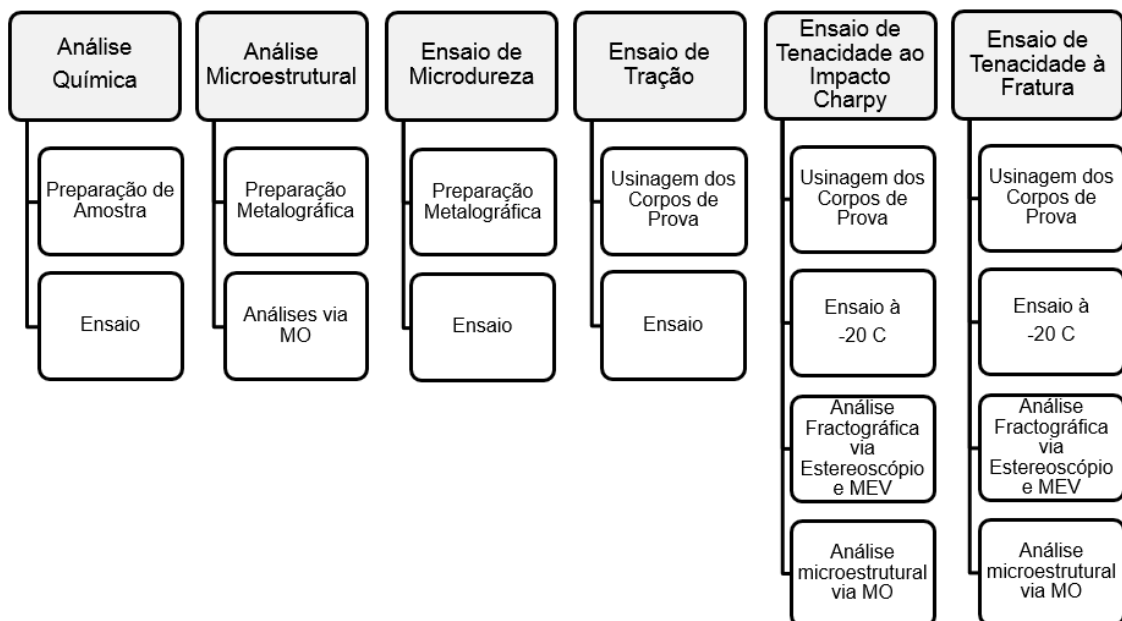 Análise
Química
Preparação de
Amostra
Ensaio
Análise
Microestrutural
Preparação
Metalográfica
Análises via
MO
Ensaio de
Microdureza
Preparação
Metalográfica
Ensaio
Ensaio de
Tração
Usinagem dos
Corpos de
Prova
Ensaio
Ensaio de
Tenacidade ao
Impacto
Charpy
Usinagem dos
Corpos de
Prova
Ensaio à
-20 C
Análise
Fractográfica
via
Estereoscópio
e MEV
Análise
microestrutural
via MO
Ensaio de
Tenacidade à
Fratura
Usinagem dos
Corpos de
Prova
Ensaio à
-20 C
Análise
Fractográfica
via
Estereoscópio
e MEV
Análise
microestrutural
via MO